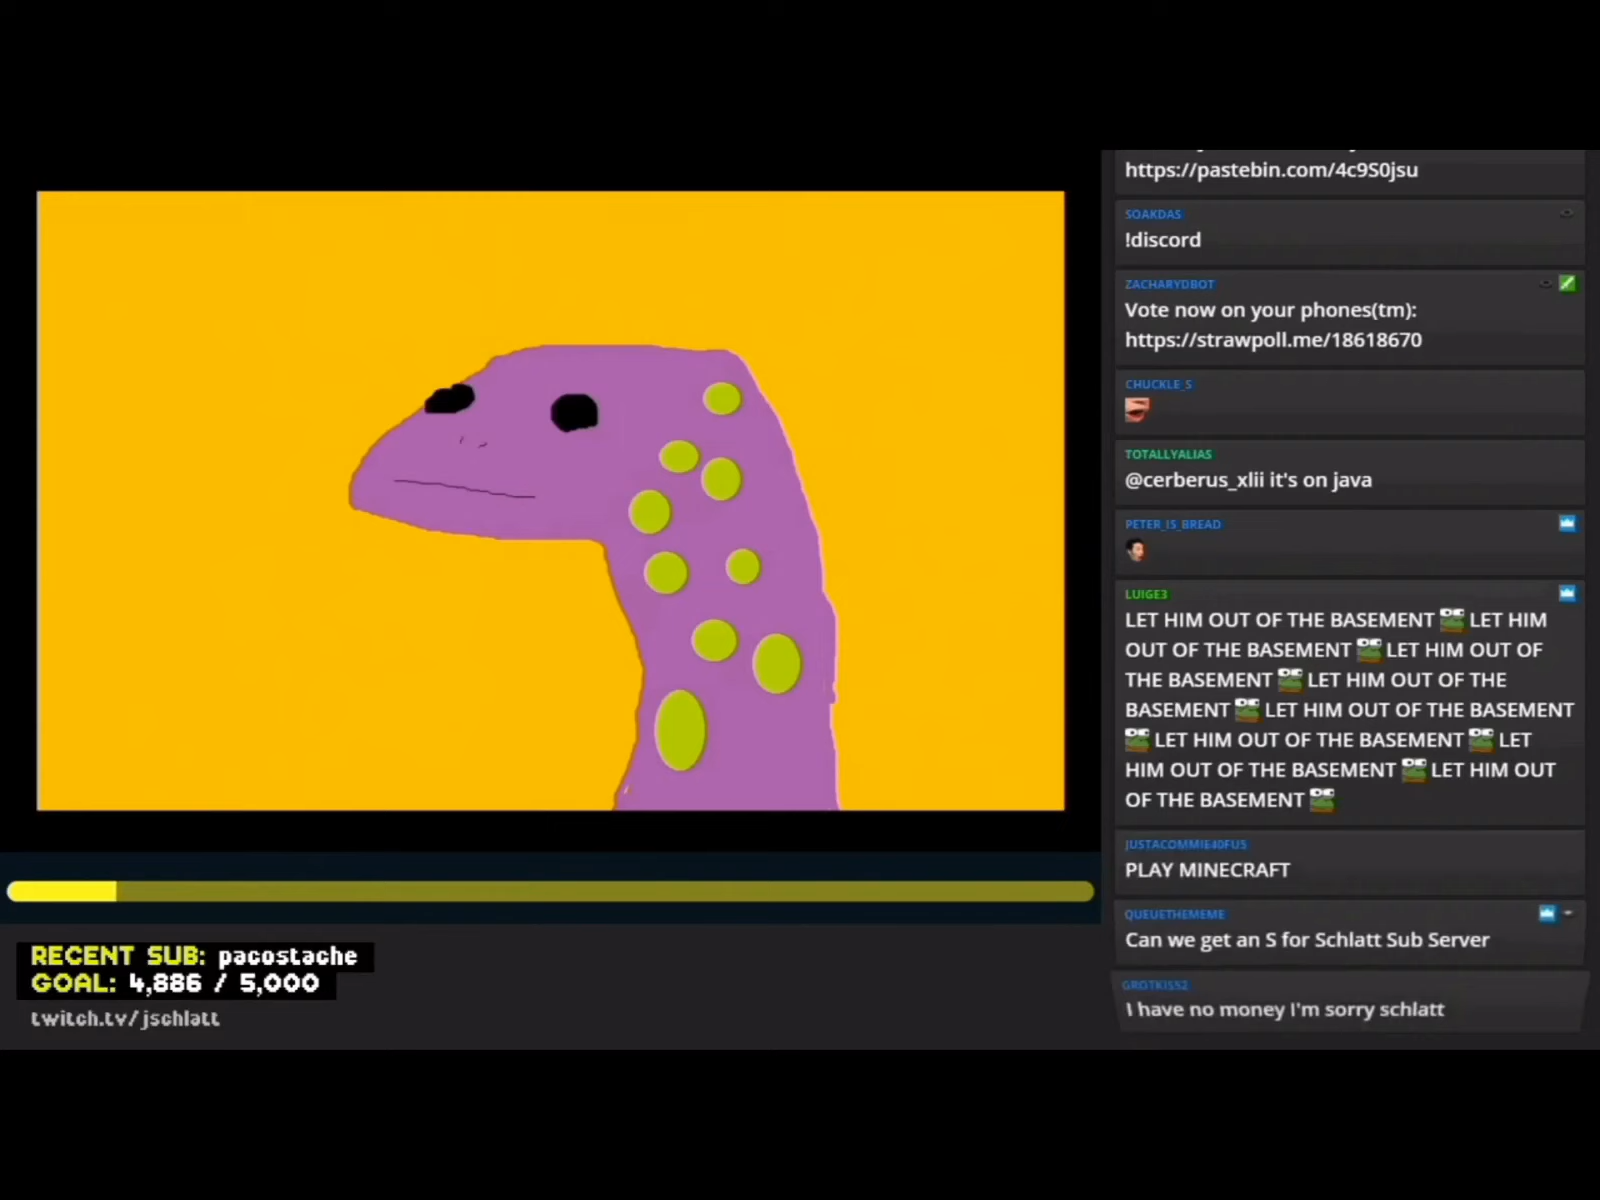 https://pastebin.com/4c9S0jsu
SOAKDAS
!discord
ZACHARYDBOT
Vote now on your phones(tm):
https://strawpoll.me/18618670
CHUCKLE_S
TOTALLYALIAS
@cerberus_xlii it's on java
PETER_IS_BREAD
LUIGE3
LET HIM OUT OF THE BASEMENT LET HIM
OUT OF THE BASEMENT LET HIM OUT OF
THE BASEMENT LET HIM OUT OF THE
BASEMENT LET HIM OUT OF THE BASEMENT
LET HIM OUT OF THE BASEMENT LET
HIM OUT OF THE BASEMENT LET HIM OUT
OF THE BASEMENT
JUSTACOMMIE40FUS
PLAY MINECRAFT
QUEUETHEMEME
Can we get an S for Schlatt Sub Server
GROTKISS2
I have no money I'm sorry schlatt
RECENT SUB: pacostache
GOAL: 4,886 / 5,000
twitch.tv/jschlatt